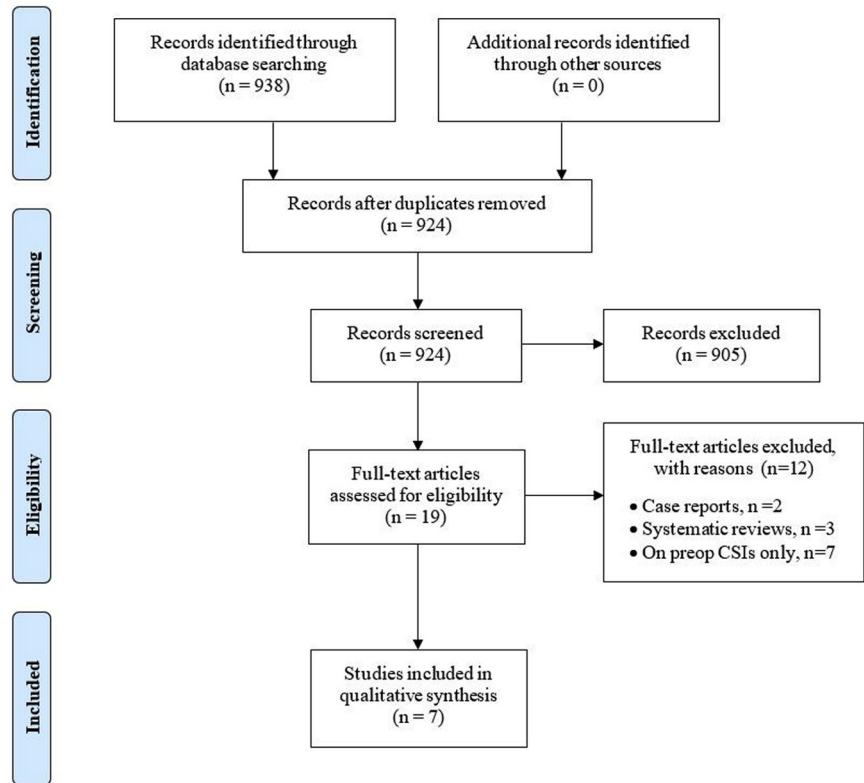 Identification
Records identified through
database searching
(n = 938)
Additional records identified
through other sources
(n = 0)
Records after duplicates removed
(n = 924)
Screening
Records screened
(n = 924)
Records excluded
(n = 905)
Eligibility
Full-text articles
assessed for eligibility
(n = 19)
Full-text articles excluded,
with reasons (n=12)
• Case reports, n =2
• Systematic reviews, n =3
• On preop CSIs only, n=7
Included
Studies included in
qualitative synthesis
(n = 7)